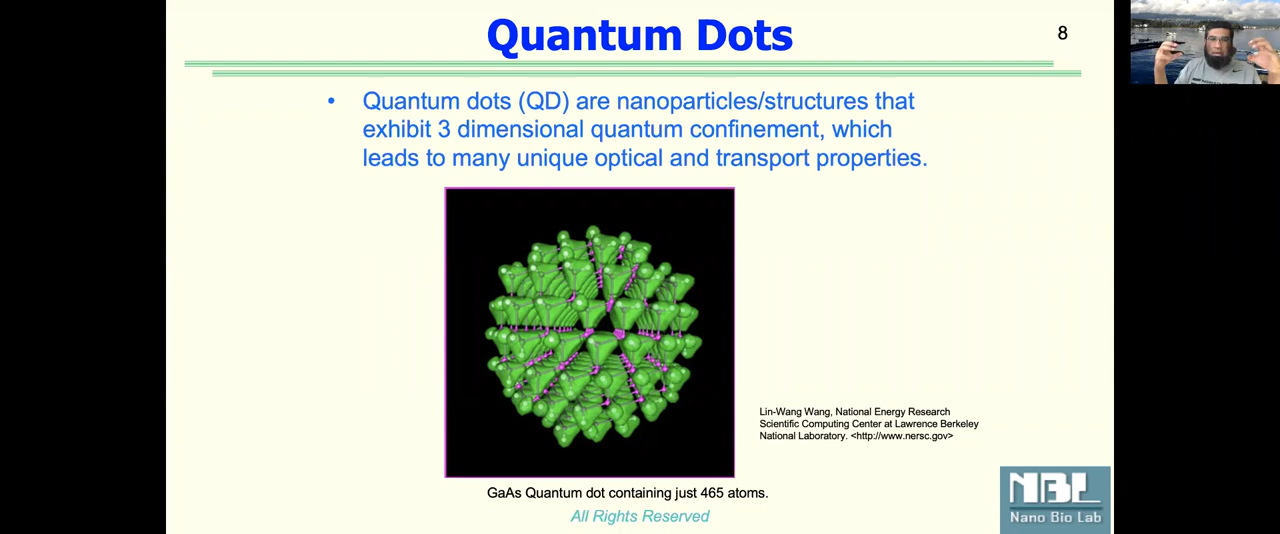 Quantum Dots
8
• Quantum dots (QD) are nanoparticles/structures that
exhibit 3 dimensional quantum confinement, which
leads to many unique optical and transport properties.
Lin-Wang Wang, National Energy Research
Scientific Computing Center at Lawrence Berkeley
National Laboratory. <http://www.nersc.gov>
GaAs Quantum dot containing just 465 atoms.
All Rights Reserved
NBL
Nano Bio Lab